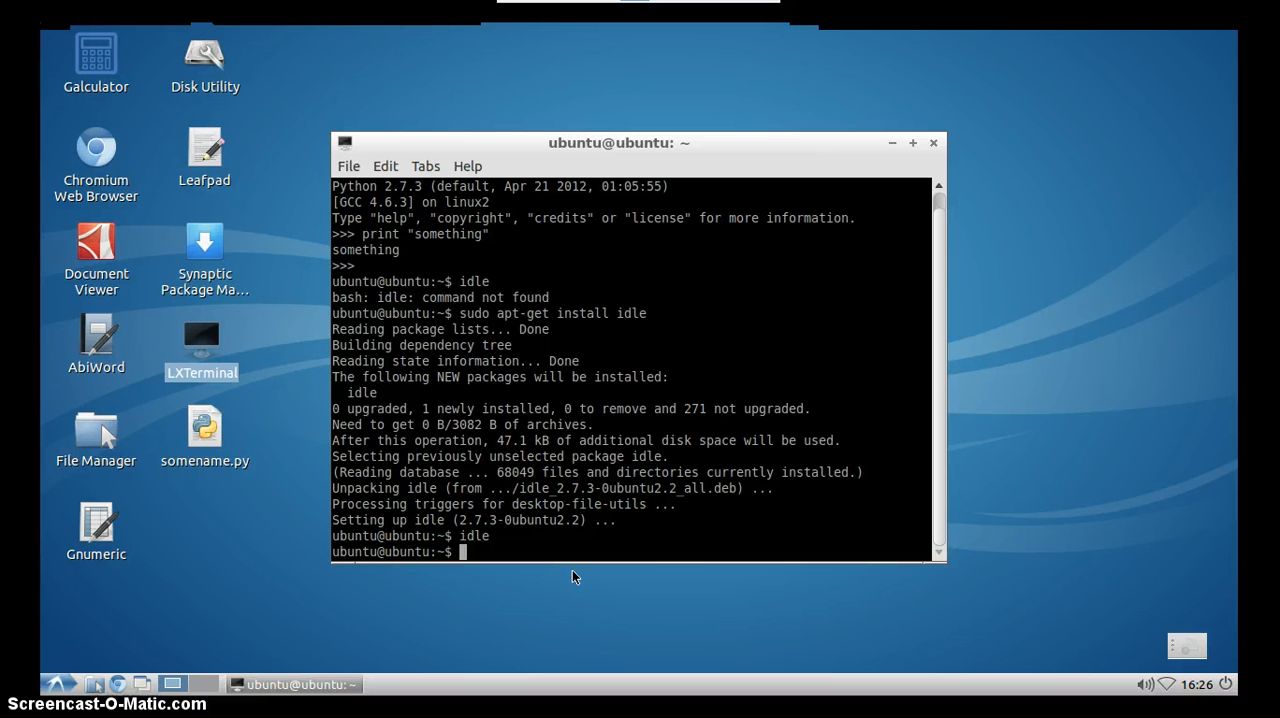 Galculator
Disk Utility
Chromium
Web Browser
Leafpad
Document
Viewer
Synaptic
Package Ma...
AbiWord
LXTerminal
File Manager
somename.py
Gnumeric
ubuntu@ubuntu: ~
File Edit Tabs Help
Python 2.7.3 (default, Apr 21 2012, 01:05:55)
[GCC 4.6.3] on linux2
Type "help", "copyright", "credits" or "license" for more information.
>>> print "something"
something
>>>
ubuntu@ubuntu:~$ idle
bash: idle: command not found
ubuntu@ubuntu:~$ sudo apt-get install idle
Reading package lists... Done
Building dependency tree
Reading state information... Done
The following NEW packages will be installed:
idle
0 upgraded, 1 newly installed, 0 to remove and 271 not upgraded.
Need to get 0 B/3082 B of archives.
After this operation, 47.1 kB of additional disk space will be used.
Selecting previously unselected package idle.
(Reading database ... 68049 files and directories currently installed.)
Unpacking idle (from .../idle_2.7.3-0ubuntu2.2_all.deb) ...
Processing triggers for desktop-file-utils ...
Setting up idle (2.7.3-0ubuntu2.2) ...
ubuntu@ubuntu:~$ idle
ubuntu@ubuntu:~$
ubuntu@ubuntu: ~
16:26
Screencast-O-Matic.com